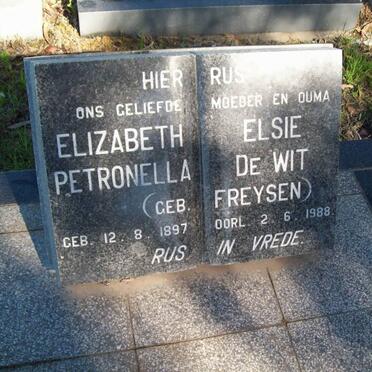 HIER RUS
ONS GELIEFDE MOEDER EN OUMA
ELIZABETH ELSIE
PETRONELLA DE WIT
(GEB. FREYSEN)
GEB. 12. 8. 1897 OORL. 2. 6. 1988.
RUS IN VREDE.